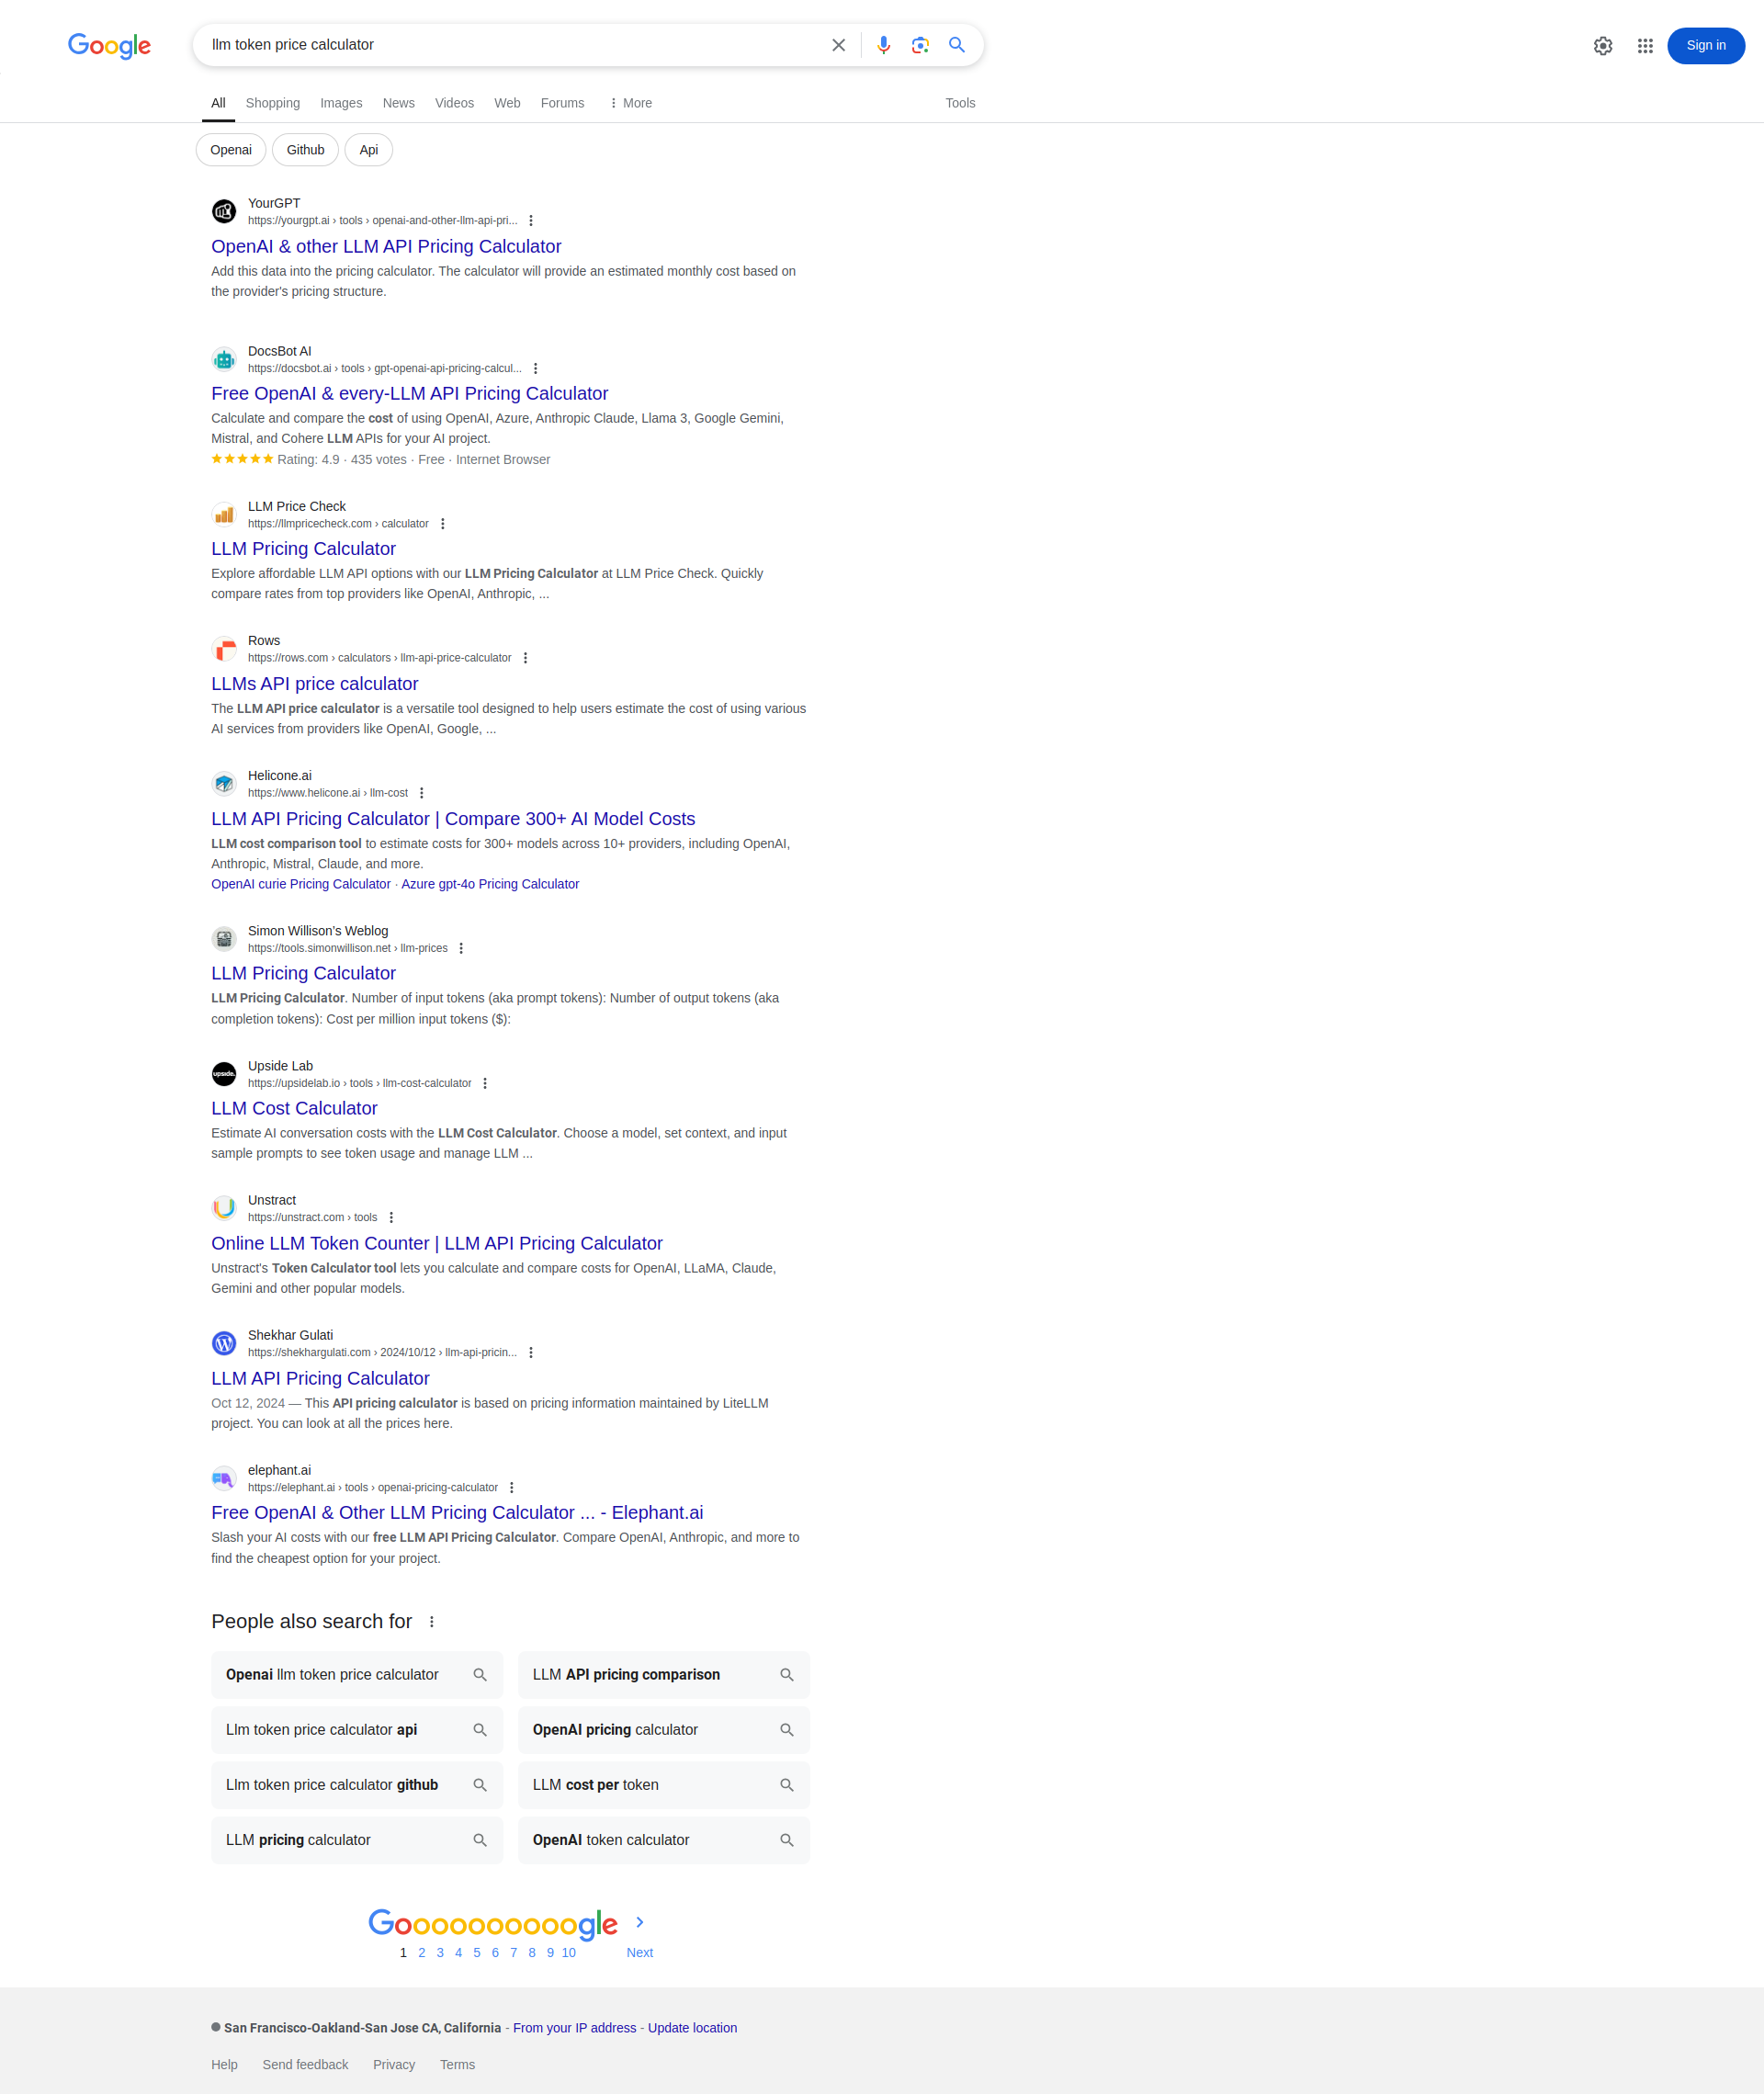 Google
llm token price calculator
Sign in
All Shopping Images News Videos Web Forums More Tools
Openai Github Api
YourGPT
https://yourgpt.ai › tools › openai-and-other-llm-api-pri...
OpenAI & other LLM API Pricing Calculator
Add this data into the pricing calculator. The calculator will provide an estimated monthly cost based on
the provider's pricing structure.
DocsBot AI
https://docsbot.ai › tools › gpt-openai-api-pricing-calcul...
Free OpenAI & every-LLM API Pricing Calculator
Calculate and compare the cost of using OpenAI, Azure, Anthropic Claude, Llama 3, Google Gemini,
Mistral, and Cohere LLM APIs for your AI project.
Rating: 4.9 · 435 votes · Free · Internet Browser
LLM Price Check
https://llmpricecheck.com › calculator
LLM Pricing Calculator
Explore affordable LLM API options with our LLM Pricing Calculator at LLM Price Check. Quickly
compare rates from top providers like OpenAI, Anthropic, ...
Rows
https://rows.com › calculators › llm-api-price-calculator
LLMs API price calculator
The LLM API price calculator is a versatile tool designed to help users estimate the cost of using various
AI services from providers like OpenAI, Google, ...
Helicone.ai
https://www.helicone.ai › llm-cost
LLM API Pricing Calculator | Compare 300+ AI Model Costs
LLM cost comparison tool to estimate costs for 300+ models across 10+ providers, including OpenAI,
Anthropic, Mistral, Claude, and more.
OpenAI curie Pricing Calculator · Azure gpt-4o Pricing Calculator
Simon Willison’s Weblog
https://tools.simonwillison.net › llm-prices
LLM Pricing Calculator
LLM Pricing Calculator. Number of input tokens (aka prompt tokens): Number of output tokens (aka
completion tokens): Cost per million input tokens ($):
upside.
Upside Lab
https://upsidelab.io › tools › llm-cost-calculator
LLM Cost Calculator
Estimate AI conversation costs with the LLM Cost Calculator. Choose a model, set context, and input
sample prompts to see token usage and manage LLM ...
Unstract
https://unstract.com › tools
Online LLM Token Counter | LLM API Pricing Calculator
Unstract's Token Calculator tool lets you calculate and compare costs for OpenAI, LLaMA, Claude,
Gemini and other popular models.
Shekhar Gulati
https://shekhargulati.com › 2024/10/12 › llm-api-pricin...
LLM API Pricing Calculator
Oct 12, 2024 — This API pricing calculator is based on pricing information maintained by LiteLLM
project. You can look at all the prices here.
elephant.ai
https://elephant.ai › tools › openai-pricing-calculator
Free OpenAI & Other LLM Pricing Calculator ... - Elephant.ai
Slash your AI costs with our free LLM API Pricing Calculator. Compare OpenAI, Anthropic, and more to
find the cheapest option for your project.
People also search for
Openai llm token price calculator
LLM API pricing comparison
Llm token price calculator api
OpenAI pricing calculator
Llm token price calculator github
LLM cost per token
LLM pricing calculator
OpenAI token calculator
Goooooooooogle
1 2 3 4 5 6 7 8 9 10 Next
San Francisco-Oakland-San Jose CA, California - From your IP address - Update location
Help Send feedback Privacy Terms